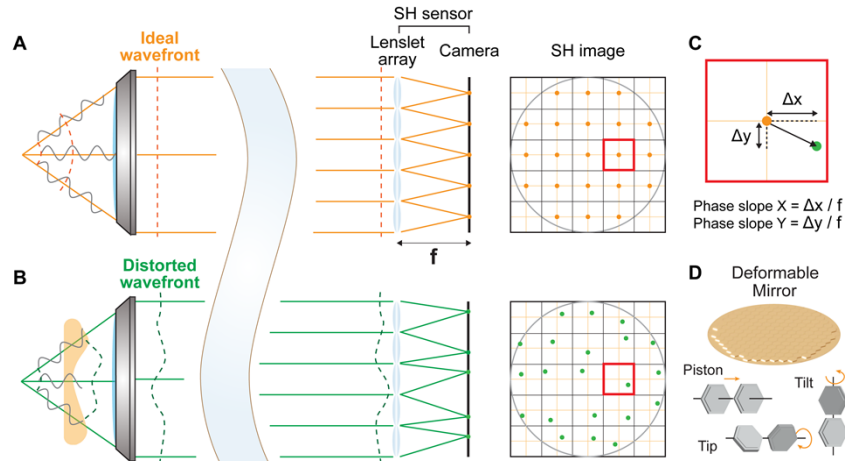 SH sensor
A
Ideal
wavefront
Lenslet
array
Camera
SH image
C
Δx
Δy
Phase slope X = Δx / f
Phase slope Y = Δy / f
f
B
Distorted
wavefront
D
Deformable
Mirror
Piston
Tilt
Tip